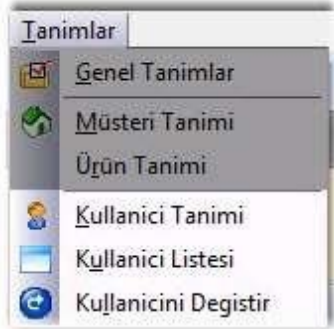 Tanimlar
Genel Tanimlar
Müsteri Tanimi
Ürün Tanimi
Kullanici Tanimi
Kullanici Listesi
Kullanicini Degistir